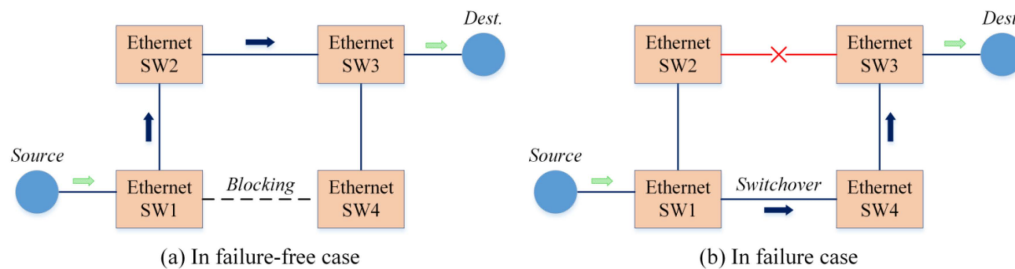 Dest.
Ethernet
SW2
Ethernet
SW3
Source
Ethernet
SW1
Blocking
Ethernet
SW4
(a) In failure-free case
Dest.
Ethernet
SW2
Ethernet
SW3
Source
Ethernet
SW1
Switchover
Ethernet
SW4
(b) In failure case